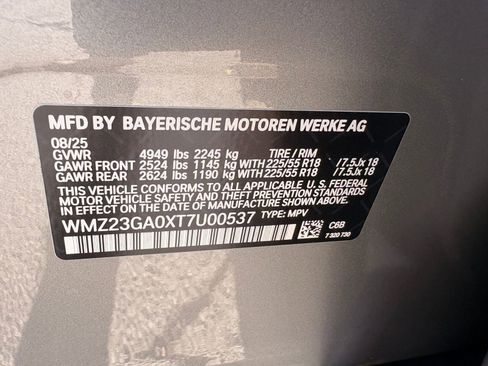 MFD BY BAYERISCHE MOTOREN WERKE AG
08/25
GVWR 4949 lbs 2245 kg TIRE / RIM
GAWR FRONT 2524 lbs 1145 kg WITH 225/55 R18 /7.5Jx 18
GAWR REAR 2624 lbs 1190 kg WITH 225/55 R18 /7.5Jx 18
THIS VEHICLE CONFORMS TO ALL APPLICABLE U. S. FEDERAL
MOTOR VEHICLE SAFETY STANDARDS IN EFFECT ON THE
DATE OF MANUFACTURE SHOWN ABOVE.
WMZ23GA0XT7U00537 TYPE: MPV
C6B
7 320 730